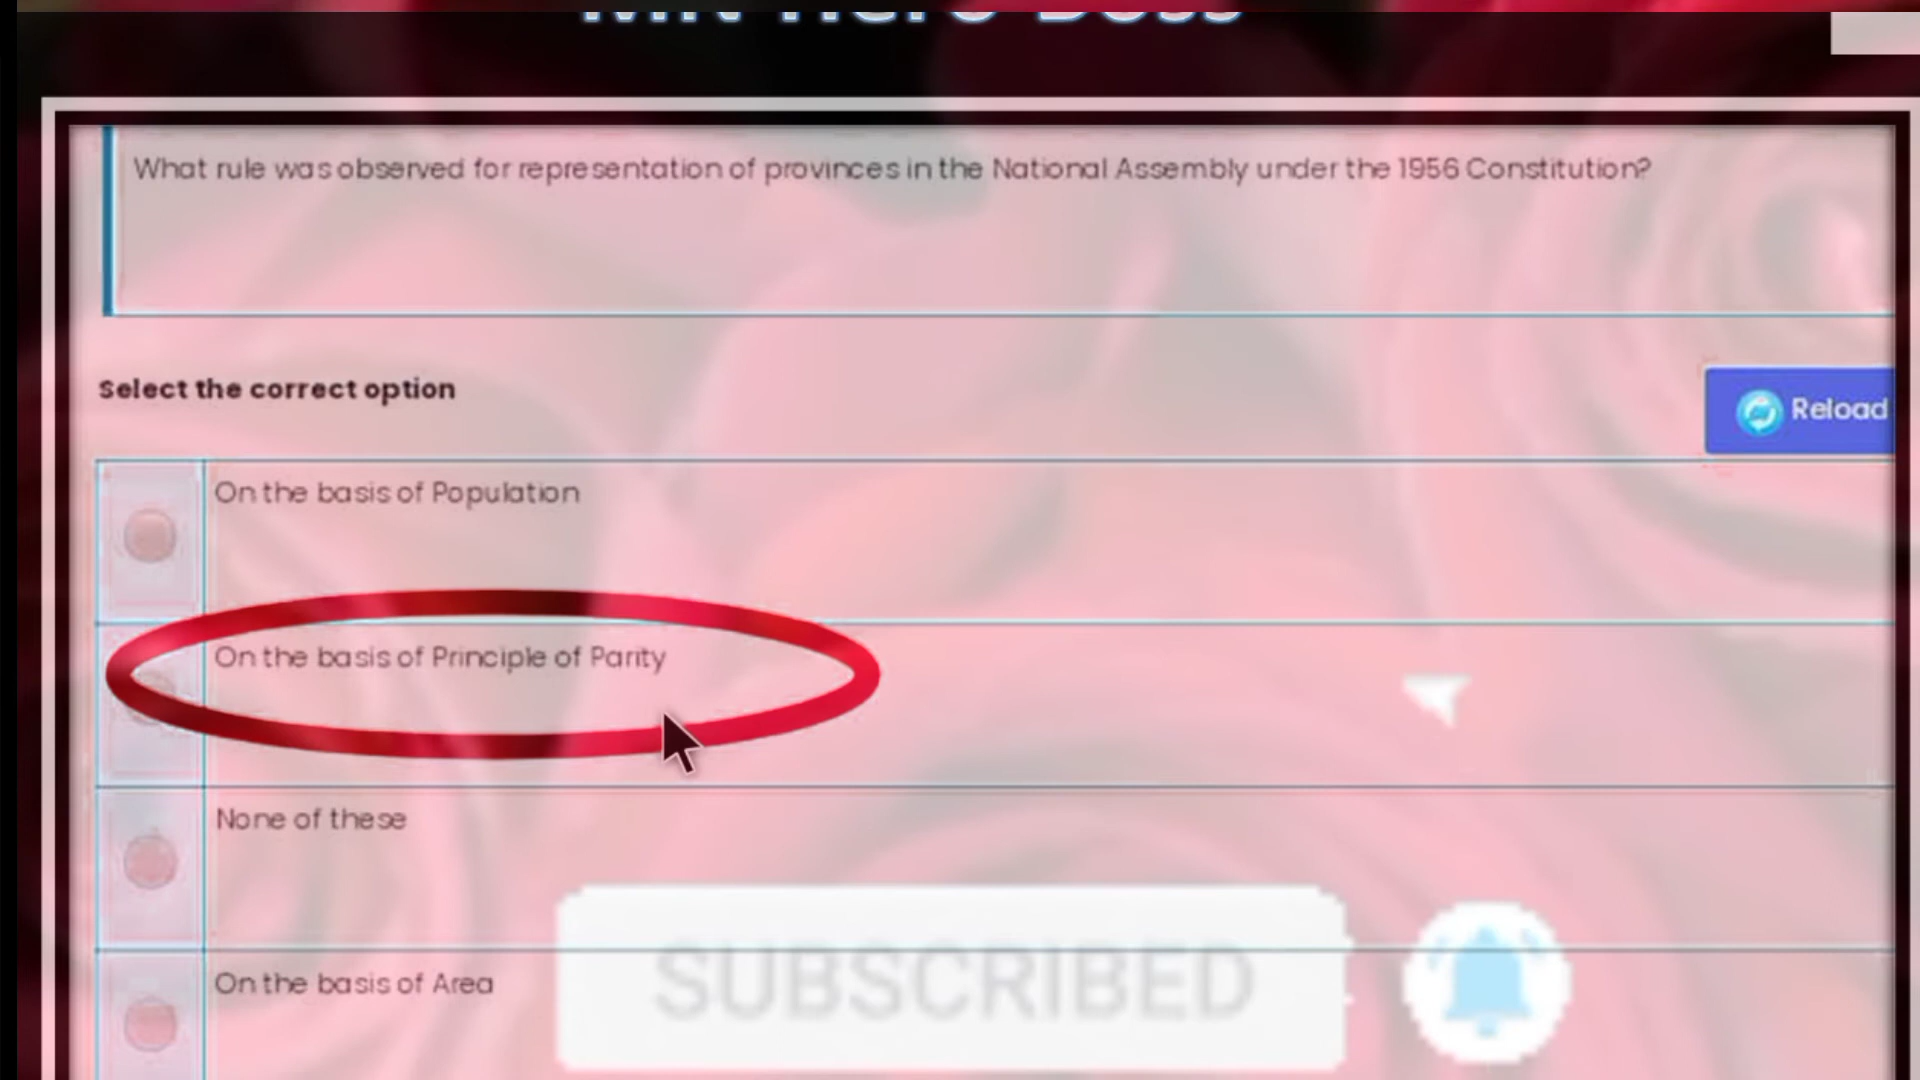 What rule was observed for representation of provinces in the National Assembly under the 1956 Constitution?
Select the correct option
Reload
On the basis of Population
On the basis of Principle of Parity
None of these
On the basis of Area
SUBSCRIBED